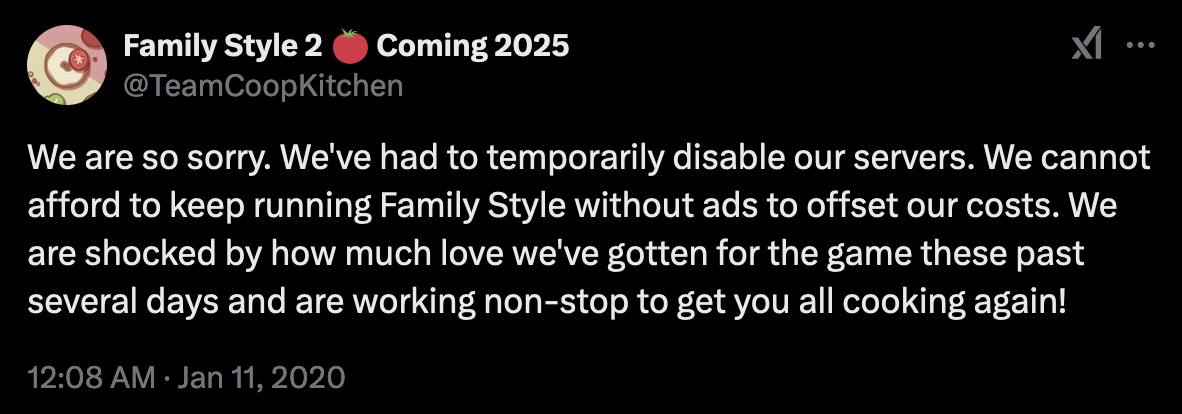 Family Style 2 🍅 Coming 2025
@TeamCoopKitchen
We are so sorry. We've had to temporarily disable our servers. We cannot
afford to keep running Family Style without ads to offset our costs. We
are shocked by how much love we've gotten for the game these past
several days and are working non-stop to get you all cooking again!
12:08 AM · Jan 11, 2020